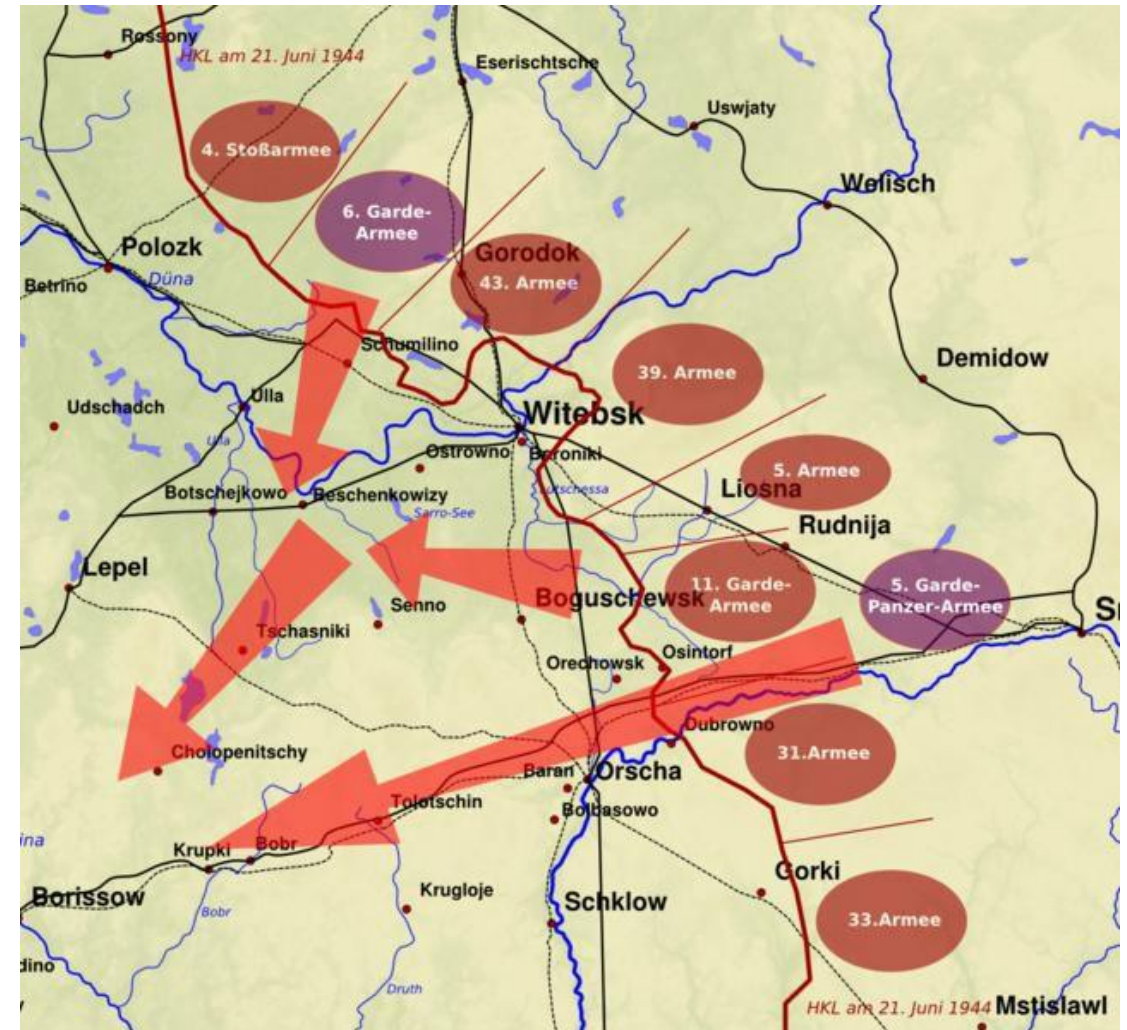 Rossony
HKL am 21. Juni 1944
Eserischtsche
Uswjaty
4. Stoßarmee
Welisch
6. Garde-
Armee
Polozk
Gorodok
Düna
Betrino
43. Armee
Schumilino
Demidow
39. Armee
Ulla
Udschadch
Witebsk
Ulla
Ostrowno
Boroniki
5. Armee
Botschejkowo
Beschenkowizy
Lutschessa
Liosna
Sarro-See
Rudnija
Lepel
11. Garde-
Armee
5. Garde-
Panzer-Armee
Senno
Boguschewsk
Tschasniki
Orechowsk
Osintorf
Dubrowno
Cholopenitschy
31.Armee
Baran
Orscha
Tolotschin
Bolbasowo
Krupki
Bobr
Gorki
Borissow
Krugloje
Schklow
Bobr
33.Armee
Druth
HKL am 21. Juni 1944
Mstislawl